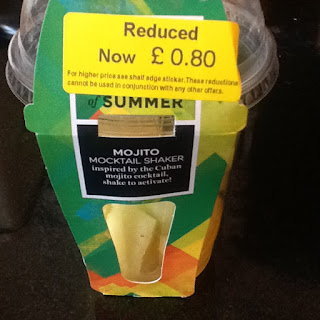 Reduced
Now £ 0.80
For higher price see shelf edge sticker. These reductions
cannot be used in conjunction with any other offers.
of SUMMER
MOJITO
MOCKTAIL SHAKER
inspired by the Cuban
mojito cocktail,
shake to activate!